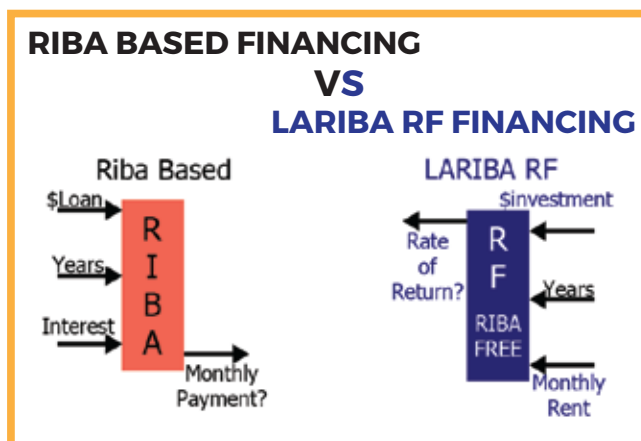 RIBA BASED FINANCING
VS
LARIBA RF FINANCING
Riba Based
$Loan
Years
Interest
R
I
B
A
Monthly
Payment?
LARIBA RF
$investment
Rate
of
Return?
R
F
RIBA
FREE
Years
Monthly
Rent